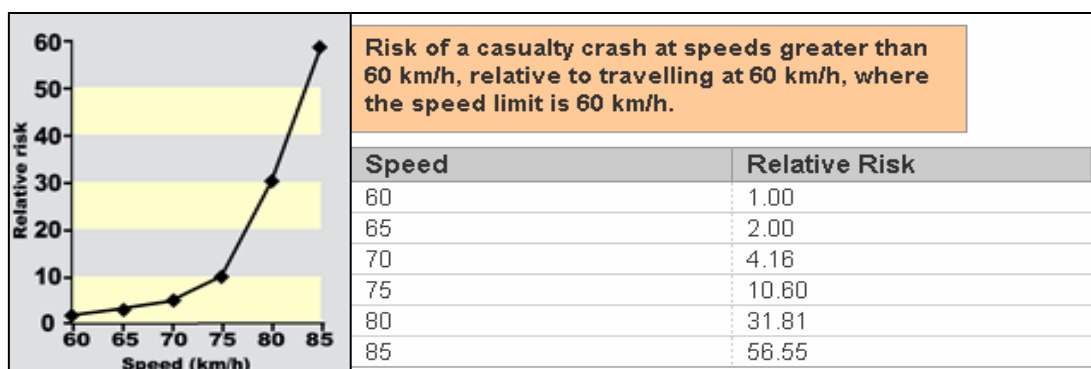 60
50
40
30
20
10
0
Relative risk
60 65 70 75 80 85
Speed (km/h)
Risk of a casualty crash at speeds greater than
60 km/h, relative to travelling at 60 km/h, where
the speed limit is 60 km/h.
Speed Relative Risk
60 1.00
65 2.00
70 4.16
75 10.60
80 31.81
85 56.55